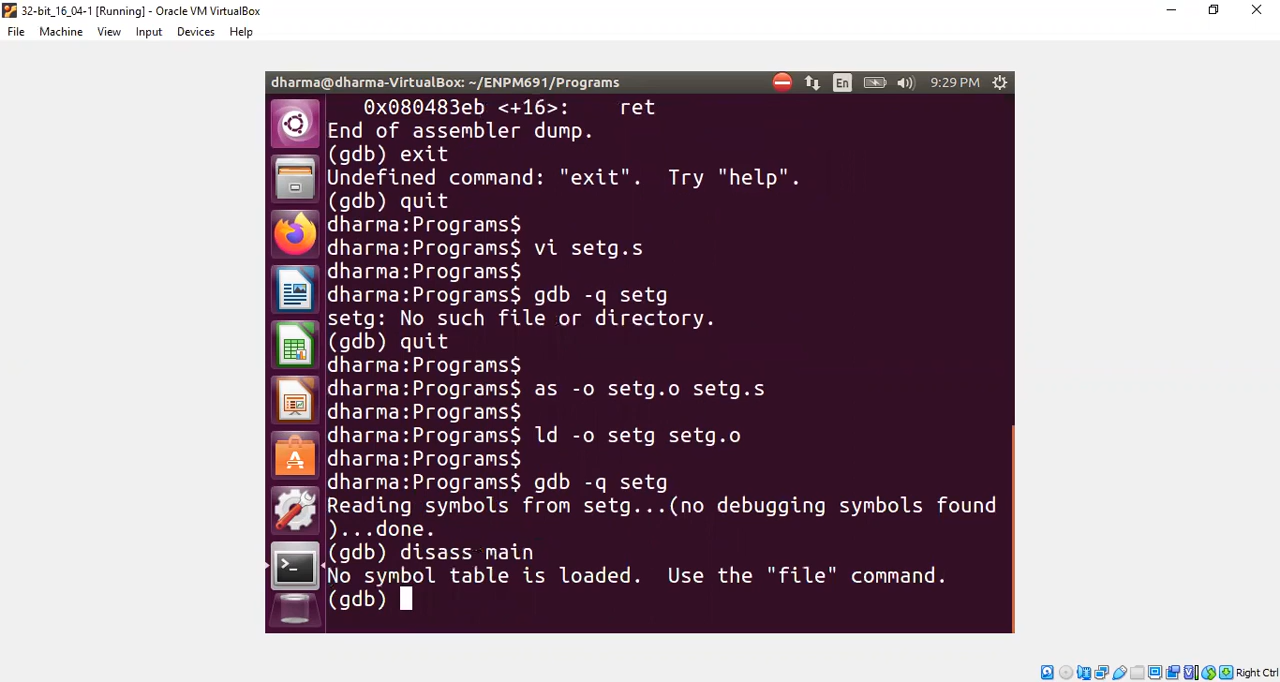 32-bit_16_04-1 [Running] - Oracle VM VirtualBox
File Machine View Input Devices Help
dharma@dharma-VirtualBox: ~/ENPM691/Programs En 9:29 PM
0x080483eb <+16>: ret
End of assembler dump.
(gdb) exit
Undefined command: "exit".  Try "help".
(gdb) quit
dharma:Programs$
dharma:Programs$ vi setg.s
dharma:Programs$
dharma:Programs$ gdb -q setg
setg: No such file or directory.
(gdb) quit
dharma:Programs$
dharma:Programs$ as -o setg.o setg.s
dharma:Programs$
dharma:Programs$ ld -o setg setg.o
dharma:Programs$
dharma:Programs$ gdb -q setg
Reading symbols from setg...(no debugging symbols found
)...done.
(gdb) disass main
No symbol table is loaded.  Use the "file" command.
(gdb)
Right Ctrl